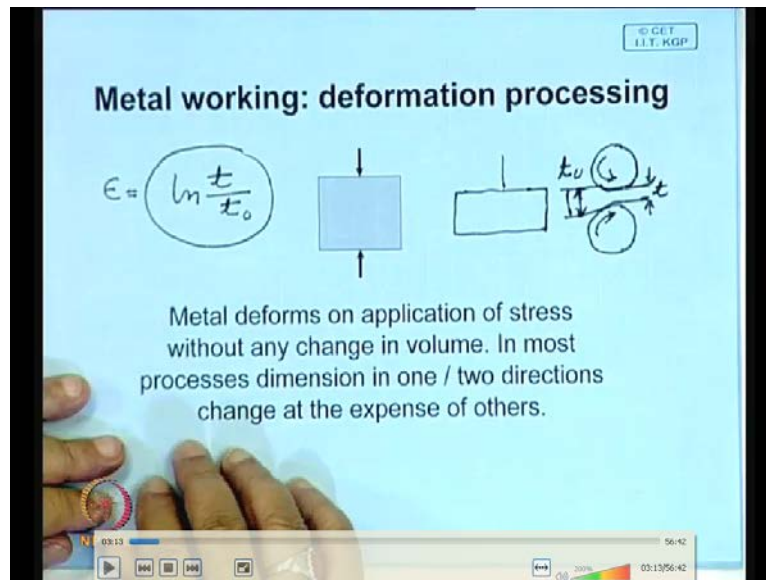 © CET
I.I.T. KGP
Metal working: deformation processing
ϵ = ln t/t₀
t₀
t
Metal deforms on application of stress
without any change in volume. In most
processes dimension in one / two directions
change at the expense of others.
03:13
56:42
200%
03:13/56:42